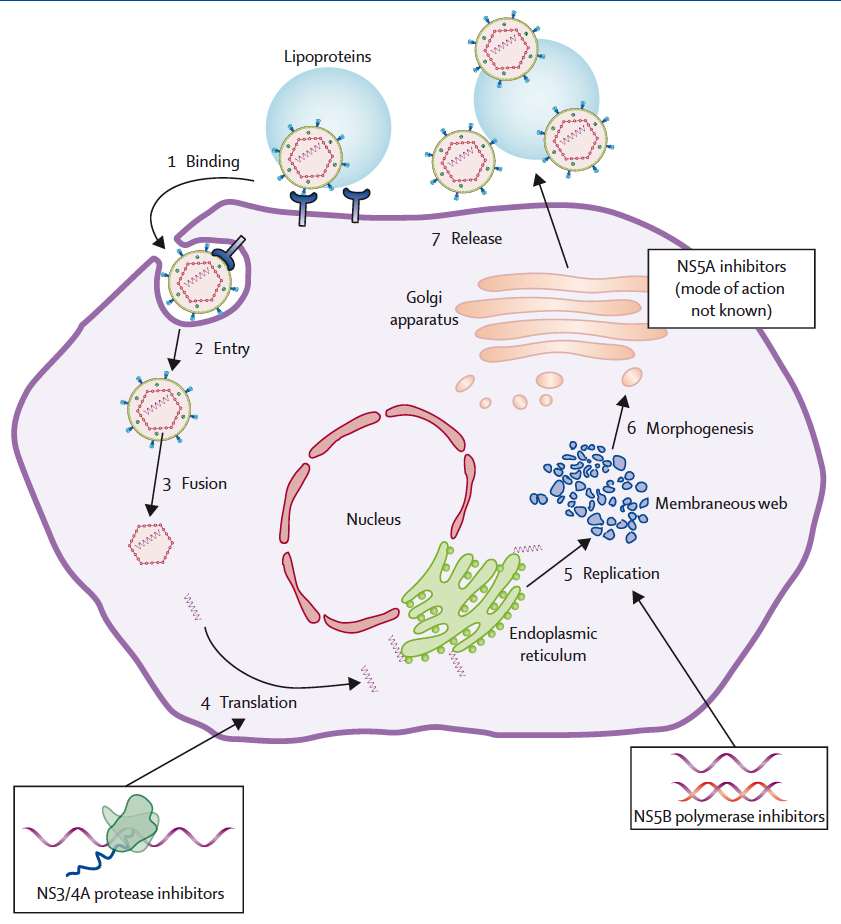 Lipoproteins
1 Binding
7 Release
NS5A inhibitors
(mode of action
not known)
Golgi
apparatus
2 Entry
6 Morphogenesis
3 Fusion
Nucleus
Membraneous web
5 Replication
Endoplasmic
reticulum
4 Translation
NS5B polymerase inhibitors
NS3/4A protease inhibitors